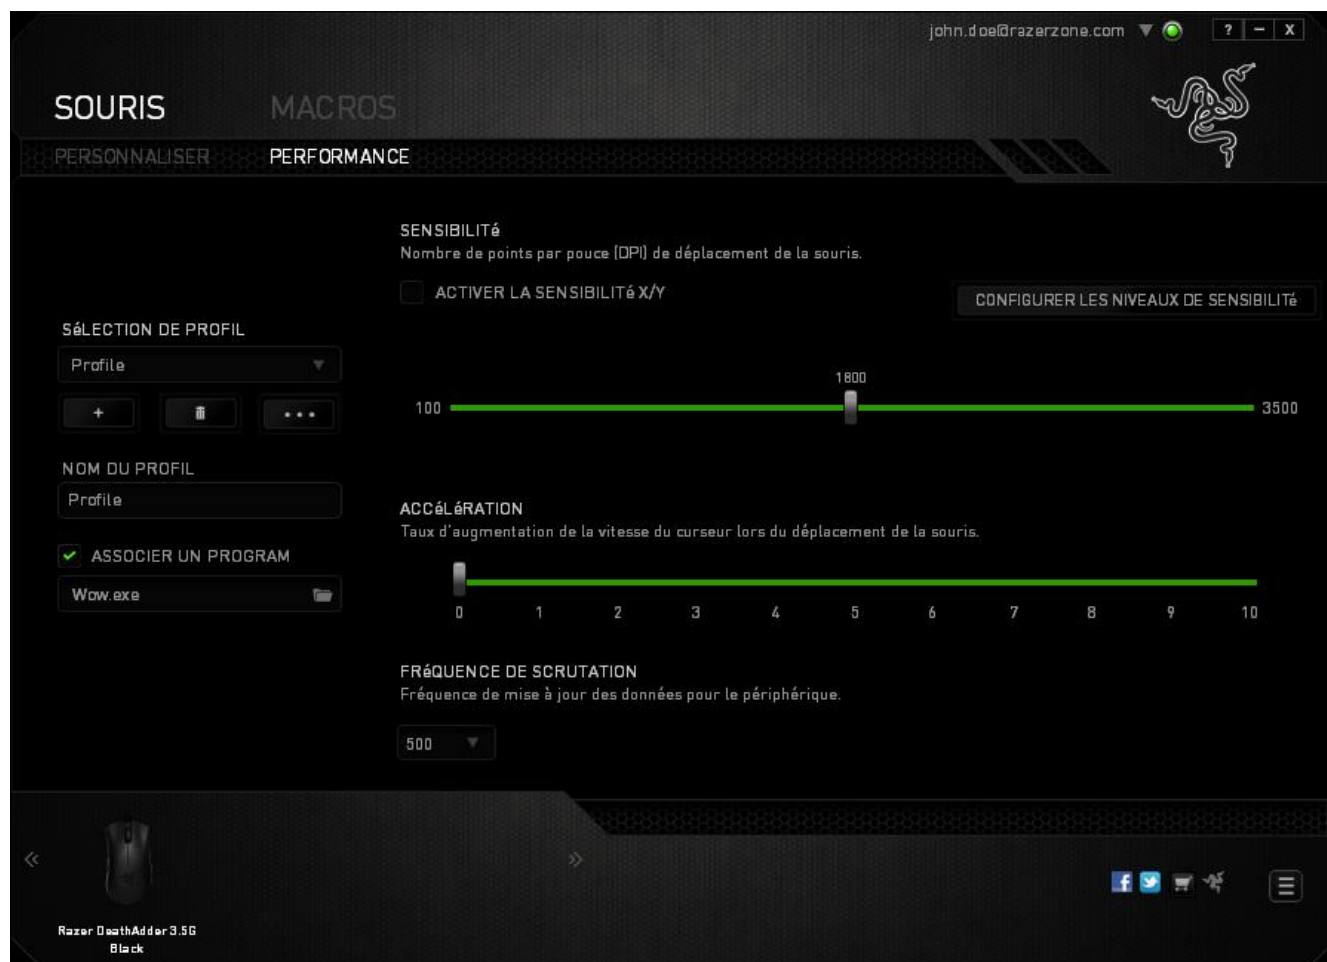 john.doe@razerzone.com
? – X
SOURIS MACROS
PERSONNALISER PERFORMANCE
SENSIBILITé
Nombre de points par pouce (DPI) de déplacement de la souris.
ACTIVER LA SENSIBILITé X/Y
CONFIGURER LES NIVEAUX DE SENSIBILITé
SéLECTION DE PROFIL
Profile
+ •••
1800
100 3500
NOM DU PROFIL
Profile
ACCéLéRATION
Taux d'augmentation de la vitesse du curseur lors du déplacement de la souris.
ASSOCIER UN PROGRAM
Wow.exe
0 1 2 3 4 5 6 7 8 9 10
FRéQUENCE DE SCRUTATION
Fréquence de mise à jour des données pour le périphérique.
500
« »
f
Razer DeathAdder 3.5G
Black